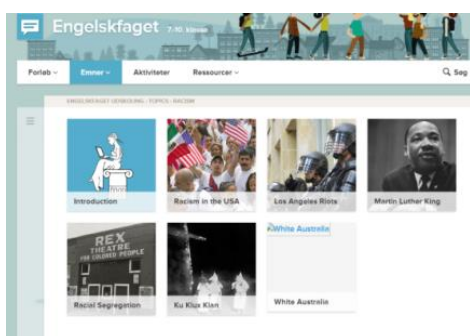 Engelskfaget 7-10. klasse
Forløb Emner Aktiviteter Ressourcer Søg
ENGELSKFAGET UDSKOLING › TOPICS › RACISM
Introduction Racism in the USA Los Angeles Riots Martin Luther King
REX
THEATRE
FOR COLORED PEOPLE
White Australia
Racial Segregation Ku Klux Klan White Australia